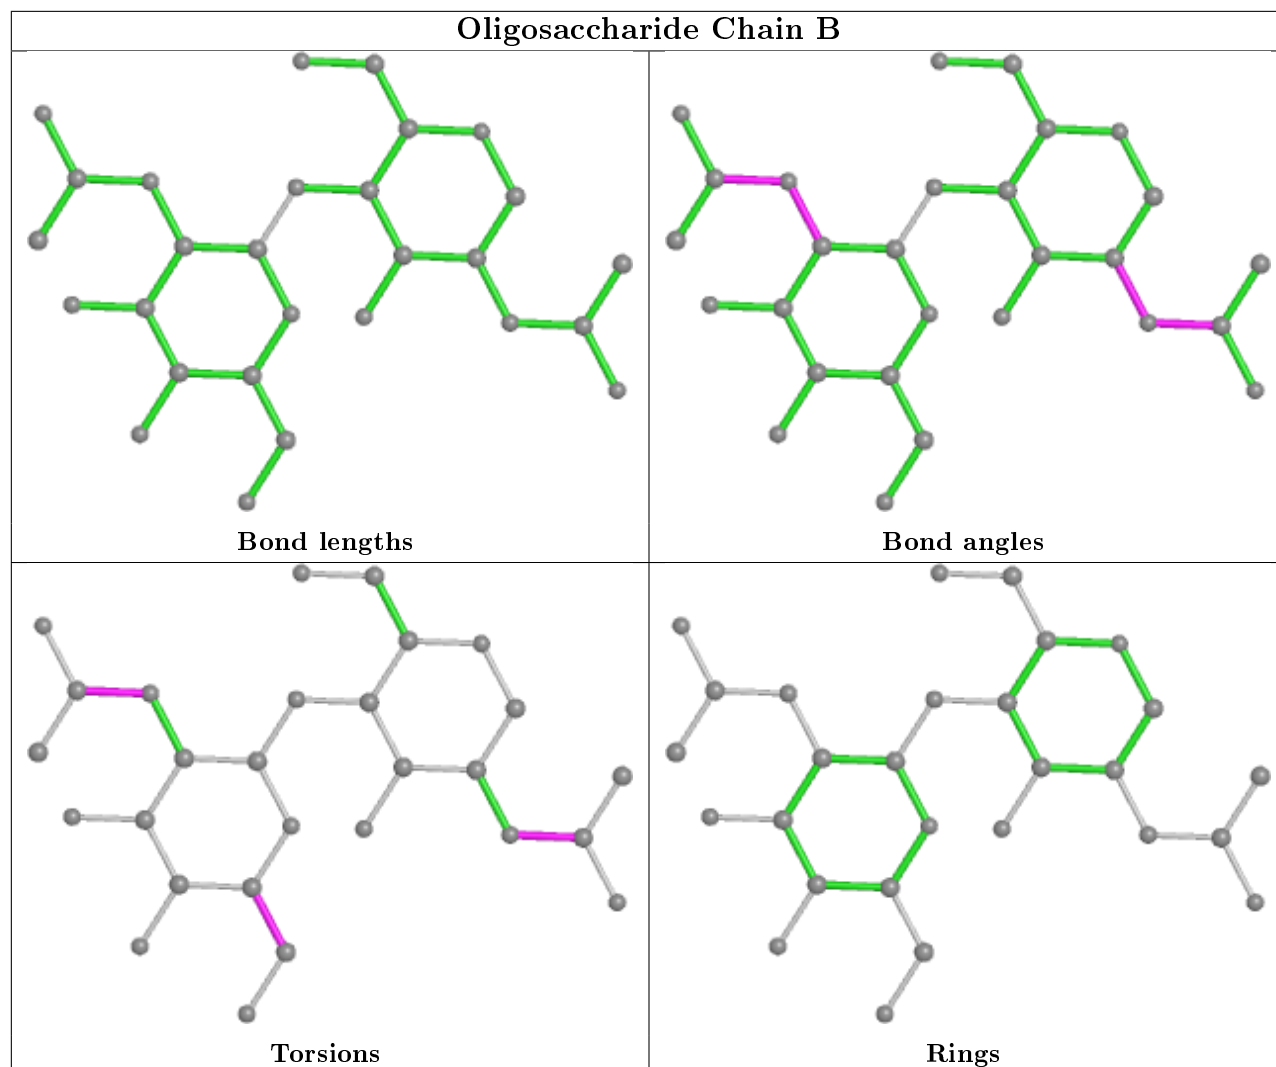 Oligosaccharide Chain B
Bond lengths
Bond angles
Torsions
Rings